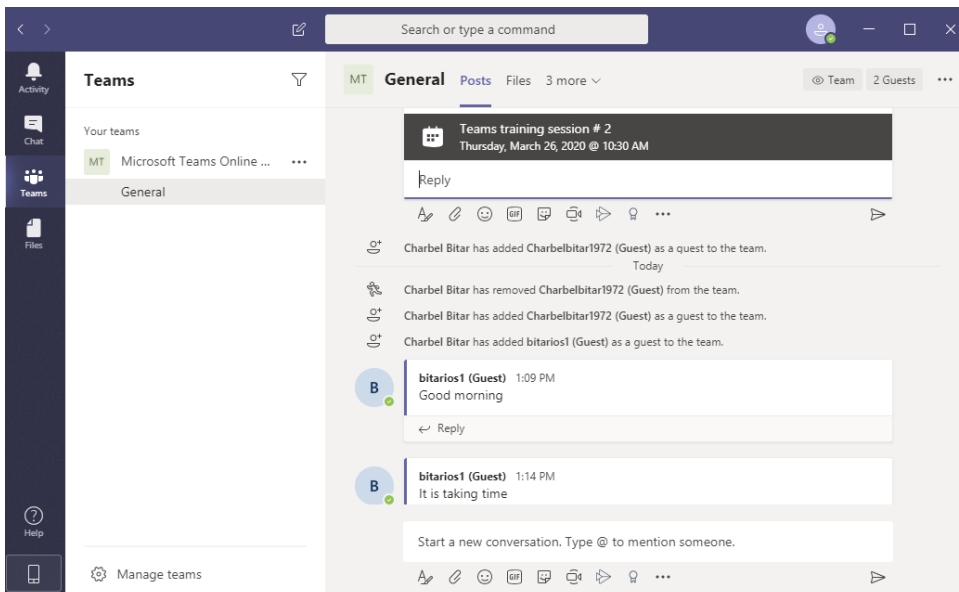 Search or type a command
Activity
Chat
Teams
Files
Help
Teams
Your teams
MT Microsoft Teams Online ...
General
Manage teams
MT General Posts Files 3 more
Team 2 Guests
Teams training session # 2
Thursday, March 26, 2020 @ 10:30 AM
Reply
GIF
Charbel Bitar has added Charbelbitar1972 (Guest) as a guest to the team.
Today
Charbel Bitar has removed Charbelbitar1972 (Guest) from the team.
Charbel Bitar has added Charbelbitar1972 (Guest) as a guest to the team.
Charbel Bitar has added bitarios1 (Guest) as a guest to the team.
B
bitarios1 (Guest) 1:09 PM
Good morning
Reply
B
bitarios1 (Guest) 1:14 PM
It is taking time
Start a new conversation. Type @ to mention someone.
GIF